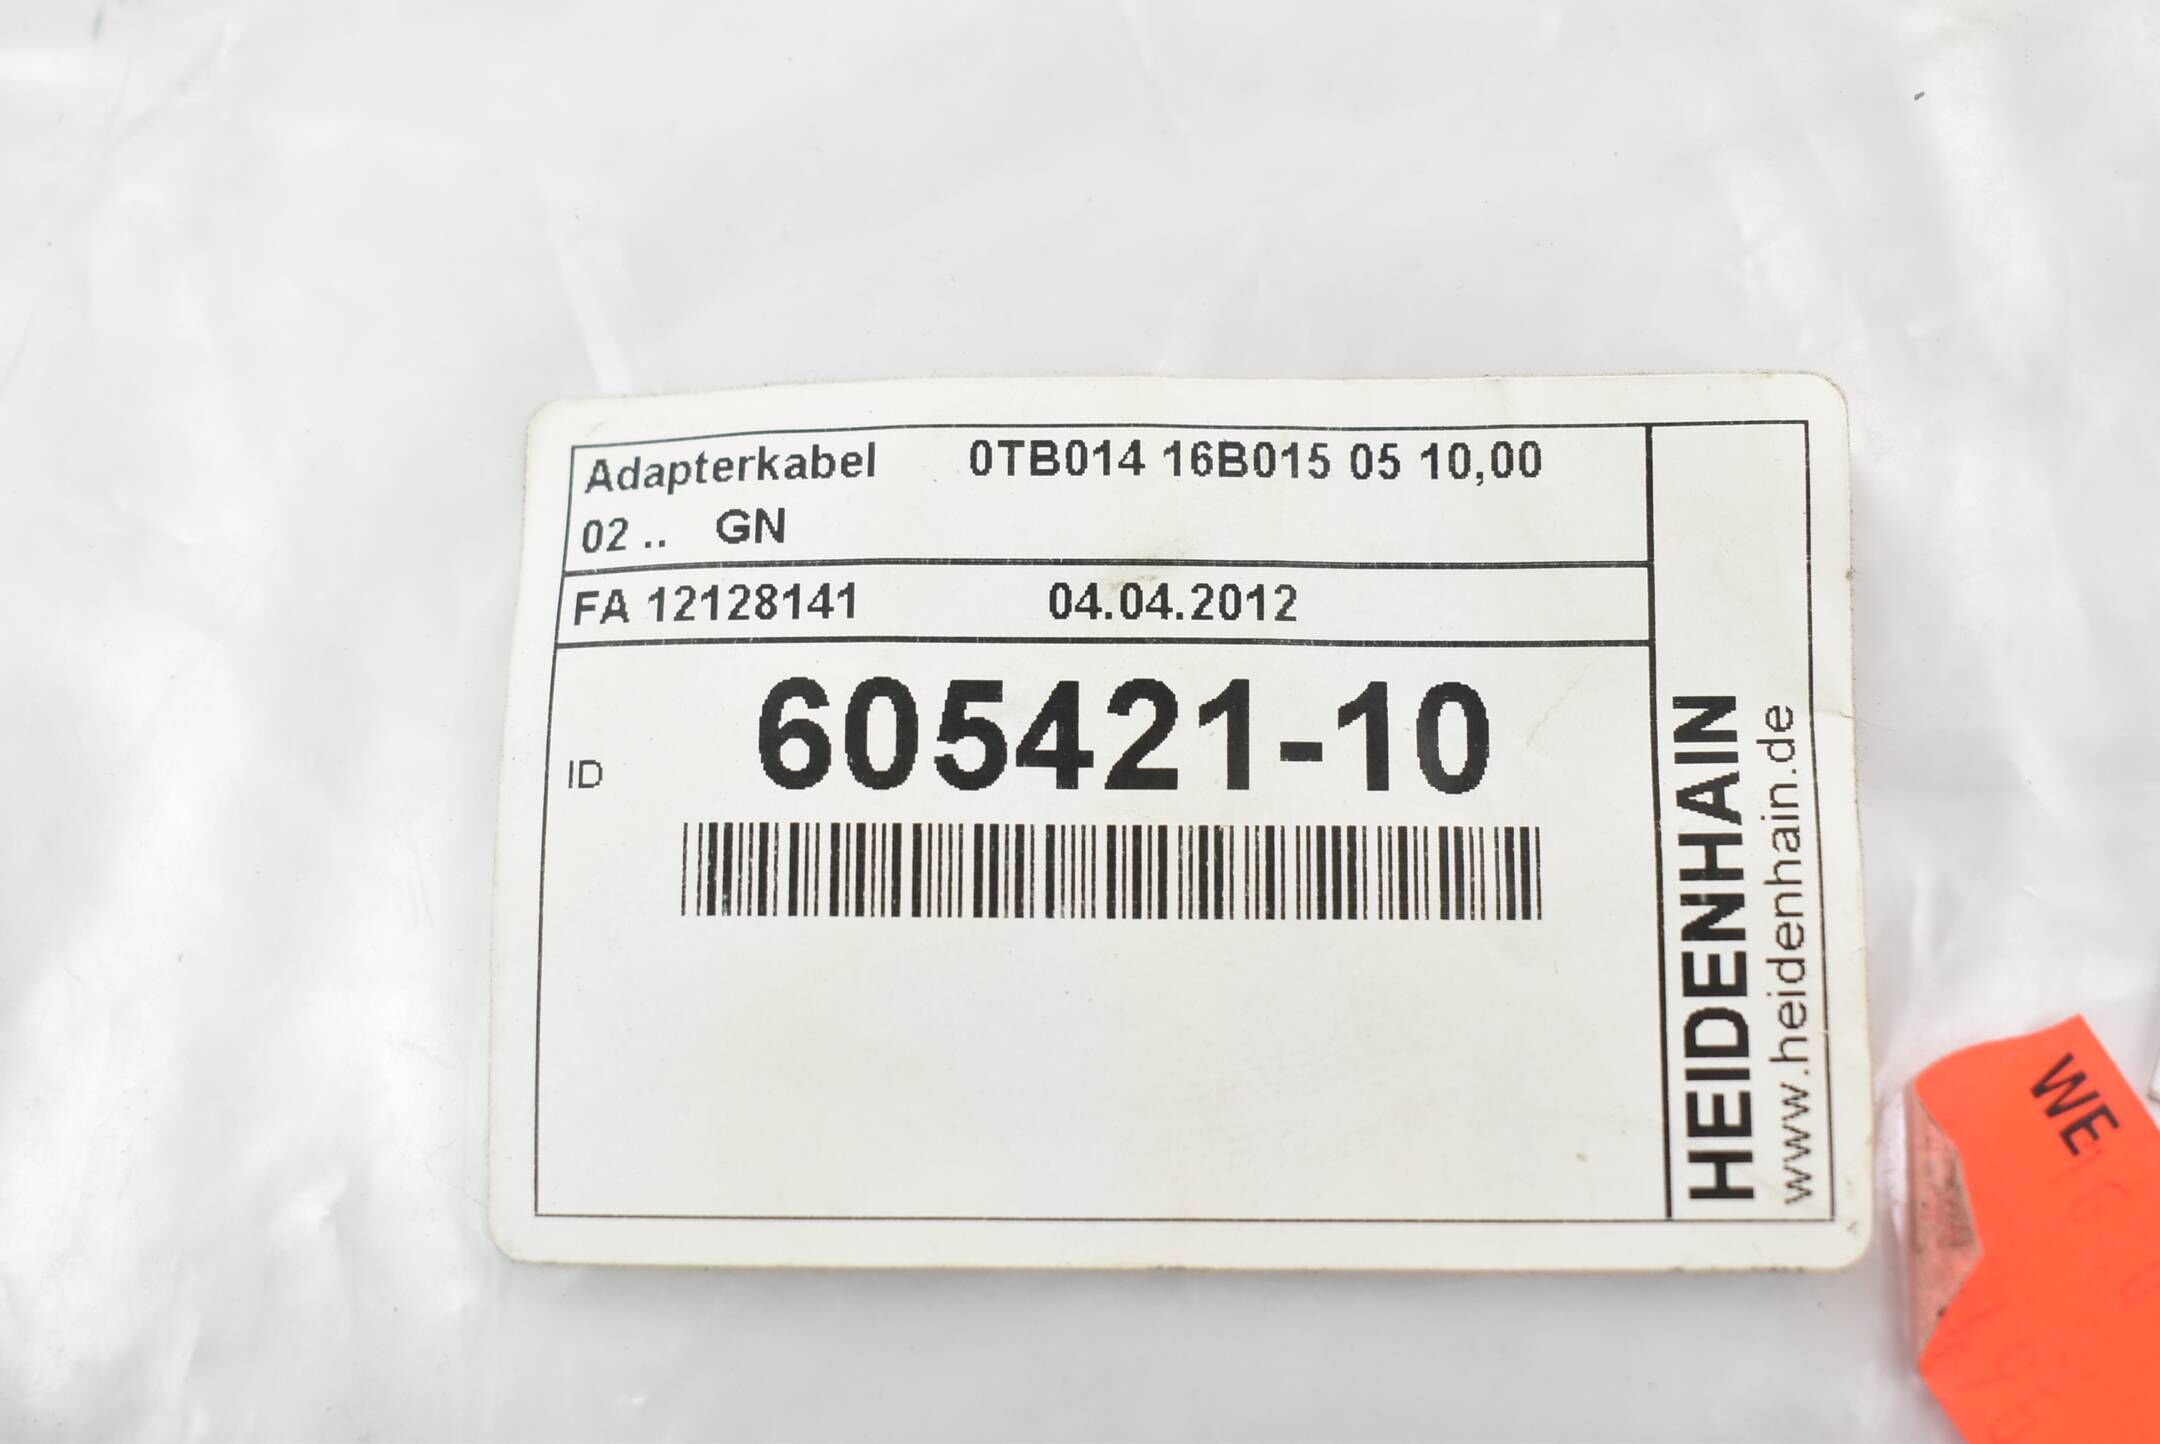 Adapterkabel 0TB014 16B015 05 10,00
02 .. GN
FA 12128141 04.04.2012
ID 605421-10
HEIDENHAIN
www.heidenhain.de
WE